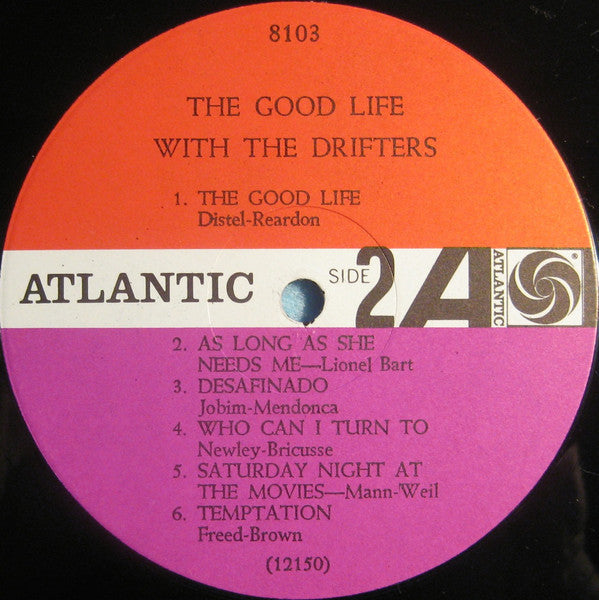 8103
THE GOOD LIFE
WITH THE DRIFTERS
1. THE GOOD LIFE
Distel-Reardon
ATLANTIC
SIDE 2
A
ATLANTIC
®
2. AS LONG AS SHE
NEEDS ME—Lionel Bart
3. DESAFINADO
Jobim-Mendonca
4. WHO CAN I TURN TO
Newley-Bricusse
5. SATURDAY NIGHT AT
THE MOVIES—Mann-Weil
6. TEMPTATION
Freed-Brown
(12150)